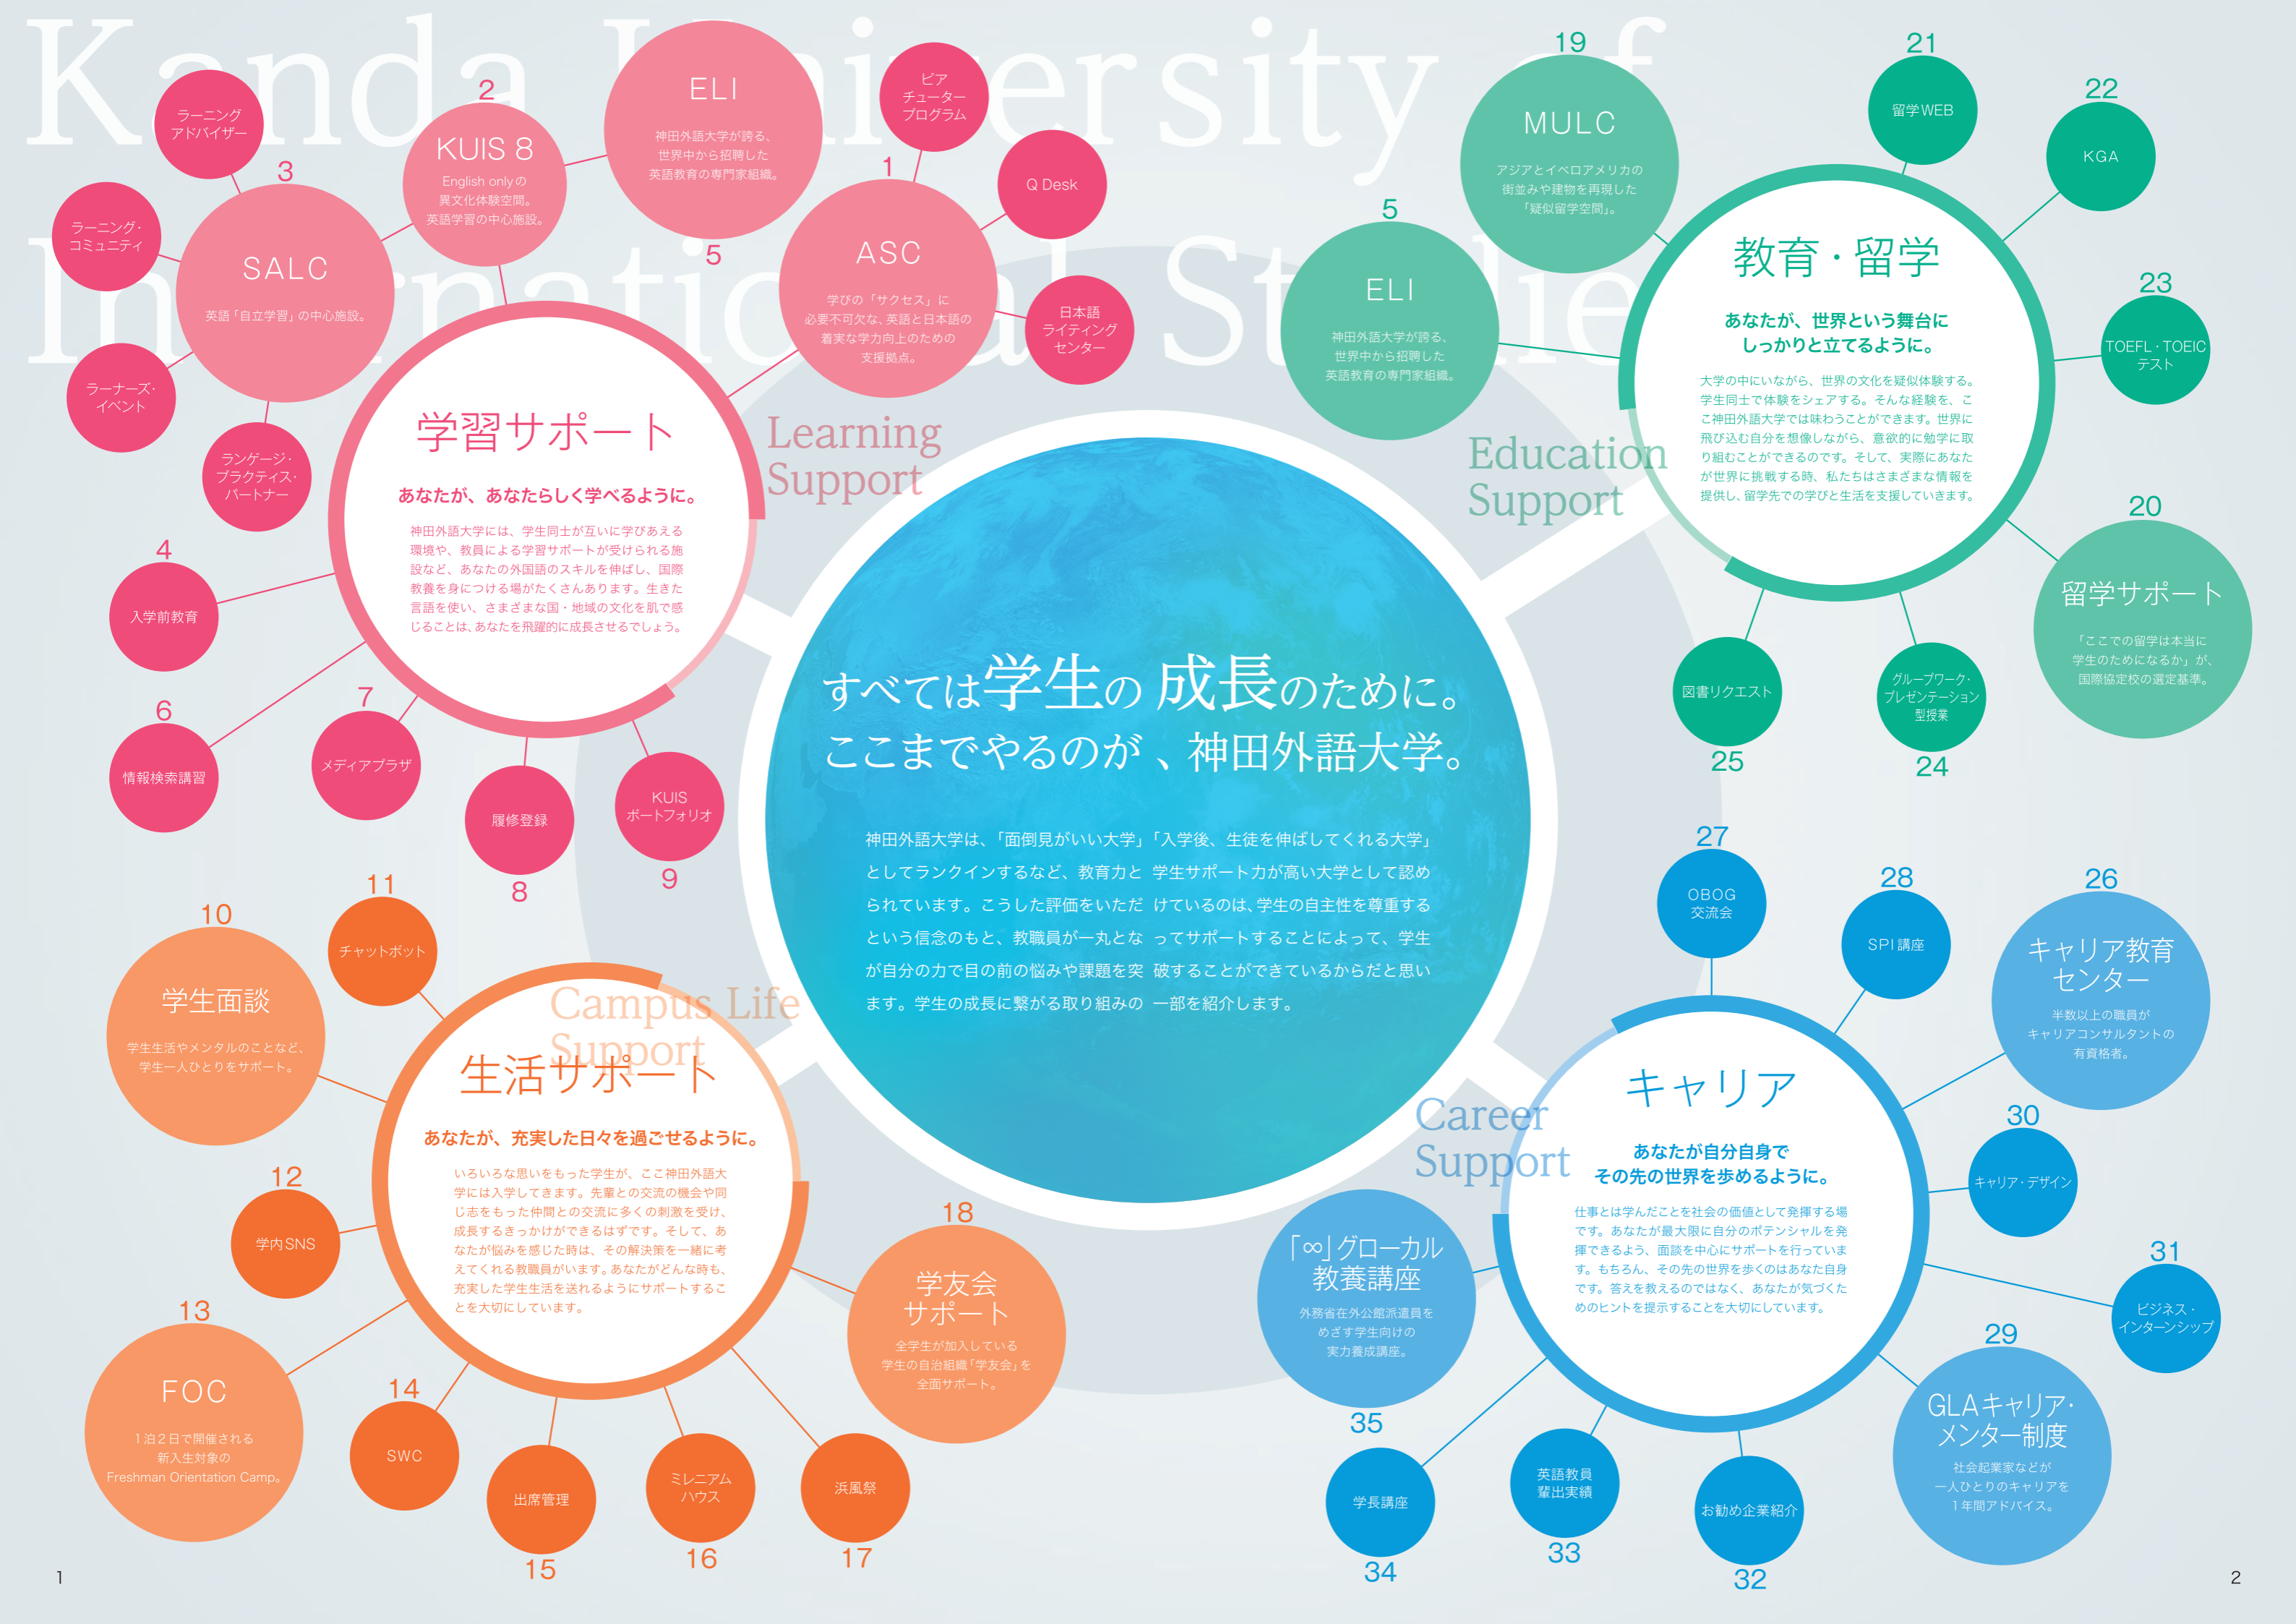 Kanda University of
International Studies
ラーニング
アドバイザー
ラーニング・
コミュニティ
3
SALC
英語「自立学習」の中心施設。
ラーナーズ・
イベント
ランゲージ・
プラクティス・
パートナー
2
KUIS 8
English onlyの
異文化体験空間。
英語学習の中心施設。
ELI
神田外語大学が誇る、
世界中から招聘した
英語教育の専門家組織。
5
ピア
チューター
プログラム
1
ASC
学びの「サクセス」に
必要不可欠な、英語と日本語の
着実な学力向上のための
支援拠点。
Q Desk
日本語
ライティング
センター
Learning
Support
学習サポート
あなたが、あなたらしく学べるように。
神田外語大学には、学生同士が互いに学びあえる
環境や、教員による学習サポートが受けられる施
設など、あなたの外国語のスキルを伸ばし、国際
教養を身につける場がたくさんあります。生きた
言語を使い、さまざまな国・地域の文化を肌で感
じることは、あなたを飛躍的に成長させるでしょう。
4
入学前教育
6
情報検索講習
7
メディアプラザ
履修登録
8
KUIS
ポートフォリオ
9
19
MULC
アジアとイベロアメリカの
街並みや建物を再現した
「疑似留学空間」。
5
ELI
神田外語大学が誇る、
世界中から招聘した
英語教育の専門家組織。
21
留学WEB
22
KGA
23
TOEFL・TOEIC
テスト
Education
Support
教育・留学
あなたが、世界という舞台に
しっかりと立てるように。
大学の中にいながら、世界の文化を疑似体験する。
学生同士で体験をシェアする。そんな経験を、こ
こ神田外語大学では味わうことができます。世界に
飛び込む自分を想像しながら、意欲的に勉学に取
り組むことができるのです。そして、実際にあなた
が世界に挑戦する時、私たちはさまざまな情報を
提供し、留学先での学びと生活を支援していきます。
20
留学サポート
「ここでの留学は本当に
学生のためになるか」が、
国際協定校の選定基準。
図書リクエスト
25
グループワーク・
プレゼンテーション
型授業
24
すべては学生の 成長のために。
ここまでやるのが 、神田外語大学。
神田外語大学は、「面倒見がいい大学」「入学後、生徒を伸ばしてくれる大学」
としてランクインするなど、教育力と 学生サポート力が高い大学として認め
られています。こうした評価をいただ けているのは、学生の自主性を尊重する
という信念のもと、教職員が一丸とな ってサポートすることによって、学生
が自分の力で目の前の悩みや課題を突 破することができているからだと思い
ます。学生の成長に繋がる取り組みの 一部を紹介します。
10
学生面談
学生生活やメンタルのことなど、
学生一人ひとりをサポート。
11
チャットボット
12
学内SNS
13
FOC
1泊2日で開催される
新入生対象の
Freshman Orientation Camp。
Campus Life
Support
生活サポート
あなたが、充実した日々を過ごせるように。
いろいろな思いをもった学生が、ここ神田外語大
学には入学してきます。先輩との交流の機会や同
じ志をもった仲間との交流に多くの刺激を受け、
成長するきっかけができるはずです。そして、あ
なたが悩みを感じた時は、その解決策を一緒に考
えてくれる教職員がいます。あなたがどんな時も、
充実した学生生活を送れるようにサポートするこ
とを大切にしています。
14
SWC
出席管理
15
ミレニアム
ハウス
16
浜風祭
17
18
学友会
サポート
全学生が加入している
学生の自治組織「学友会」を
全面サポート。
27
OBOG
交流会
28
SPI講座
26
キャリア教育
センター
半数以上の職員が
キャリアコンサルタントの
有資格者。
30
キャリア・デザイン
31
ビジネス・
インターンシップ
Career
Support
キャリア
あなたが自分自身で
その先の世界を歩めるように。
仕事とは学んだことを社会の価値として発揮する場
です。あなたが最大限に自分のポテンシャルを発
揮できるよう、面談を中心にサポートを行っていま
す。もちろん、その先の世界を歩くのはあなた自身
です。答えを教えるのではなく、あなたが気づくた
めのヒントを提示することを大切にしています。
「∞」グローカル
教養講座
外務省在外公館派遣員を
めざす学生向けの
実力養成講座。
35
学長講座
34
英語教員
輩出実績
33
お勧め企業紹介
32
29
GLAキャリア・
メンター制度
社会起業家などが
一人ひとりのキャリアを
1年間アドバイス。
1
2